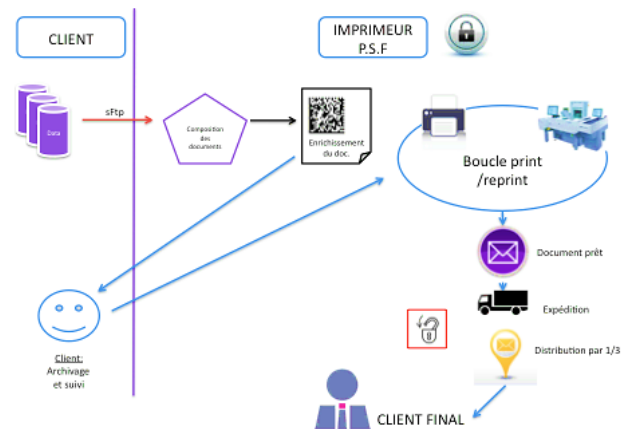 CLIENT
IMPRIMEUR
P.S.F
sFtp
Data
Composition
des
documents
Enrichissement
du doc.
Boucle print
/reprint
Document prêt
Expédition
Distribution par 1/3
Client:
Archivage
et suivi
CLIENT FINAL